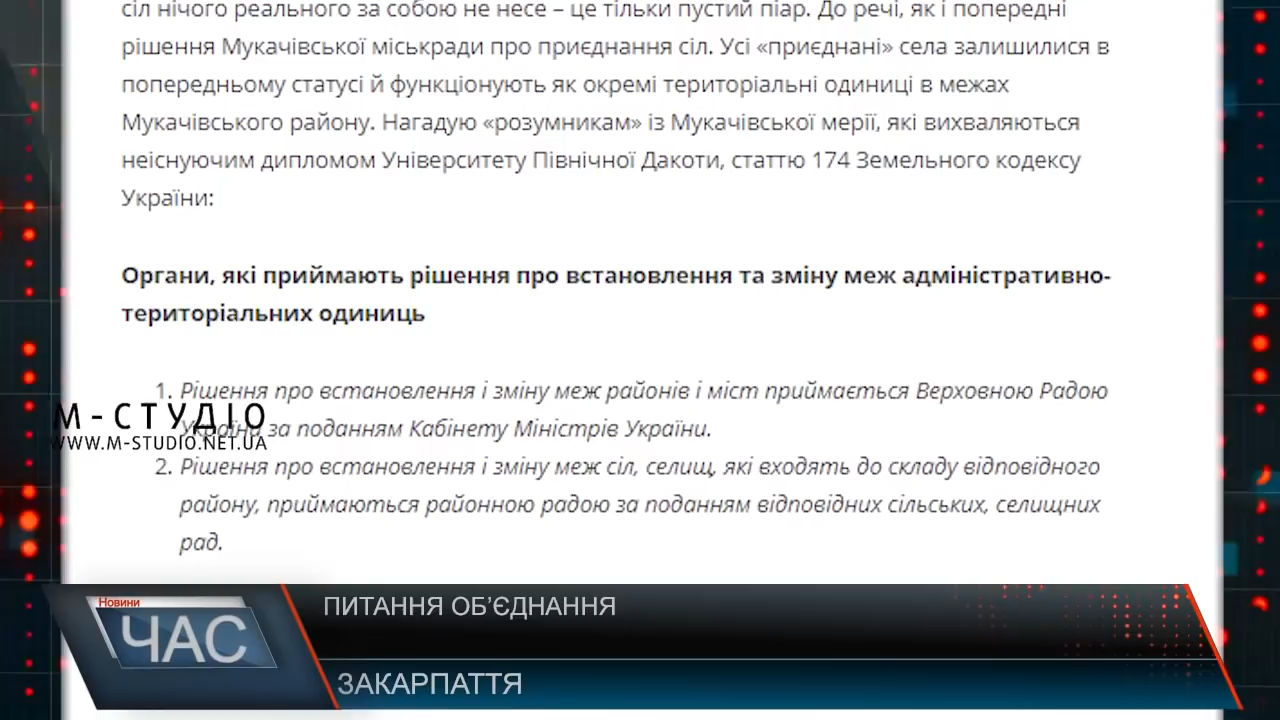 сіл нічого реального за собою не несе – це тільки пустий піар. До речі, як і попередні
рішення Мукачівської міськради про приєднання сіл. Усі «приєднані» села залишилися в
попередньому статусі й функціонують як окремі територіальні одиниці в межах
Мукачівського району. Нагадую «розумникам» із Мукачівської мерії, які вихваляються
неіснуючим дипломом Університету Північної Дакоти, статтю 174 Земельного кодексу
України:
Органи, які приймають рішення про встановлення та зміну меж адміністративно-
територіальних одиниць
1. Рішення про встановлення і зміну меж районів і міст приймається Верховною Радою
Україна за поданням Кабінету Міністрів України.
2. Рішення про встановлення і зміну меж сіл, селищ, які входять до складу відповідного
району, приймаються районною радою за поданням відповідних сільських, селищних
рад.
М-СТУДІО
WWW.M-STUDIO.NET.UA
Новини
ЧАС
ПИТАННЯ ОБ'ЄДНАННЯ
ЗАКАРПАТТЯ